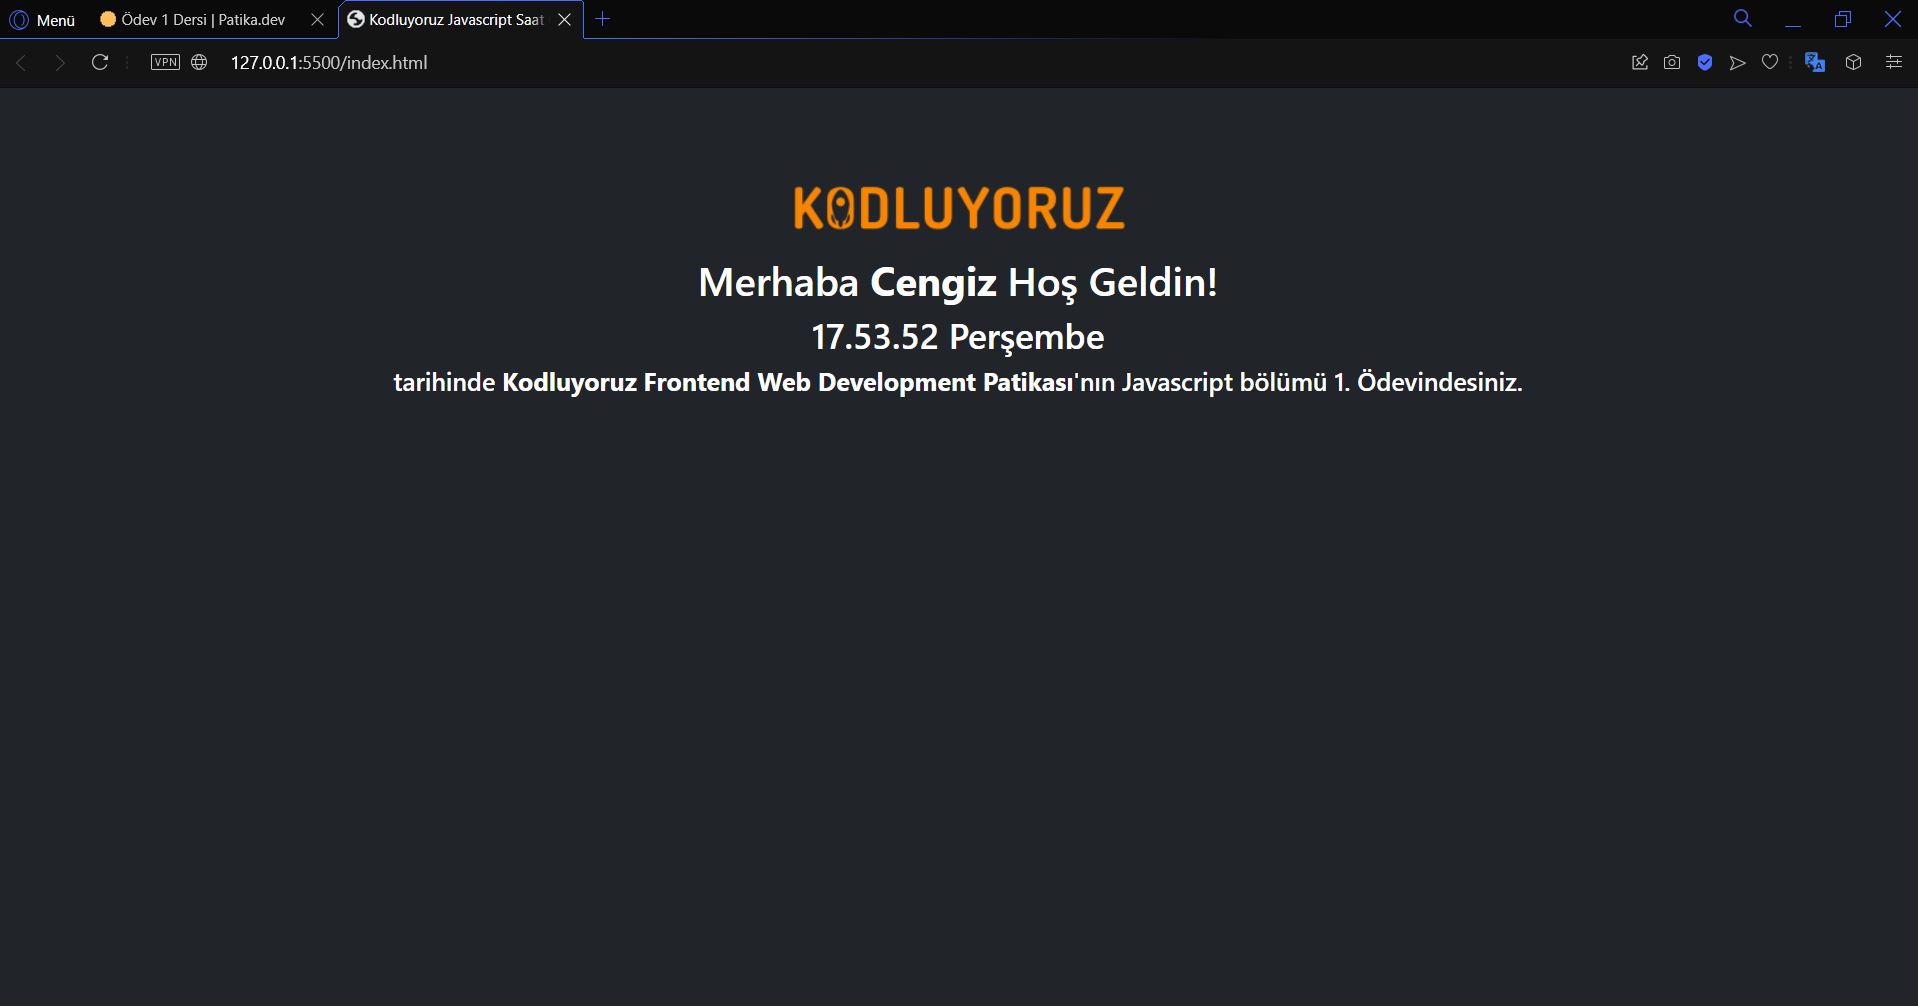 Menü
Ödev 1 Dersi | Patika.dev
Kodluyoruz Javascript Saat
VPN
127.0.0.1:5500/index.html
KODLUYORUZ
Merhaba Cengiz Hoş Geldin!
17.53.52 Perşembe
tarihinde Kodluyoruz Frontend Web Development Patikası'nın Javascript bölümü 1. Ödevindesiniz.